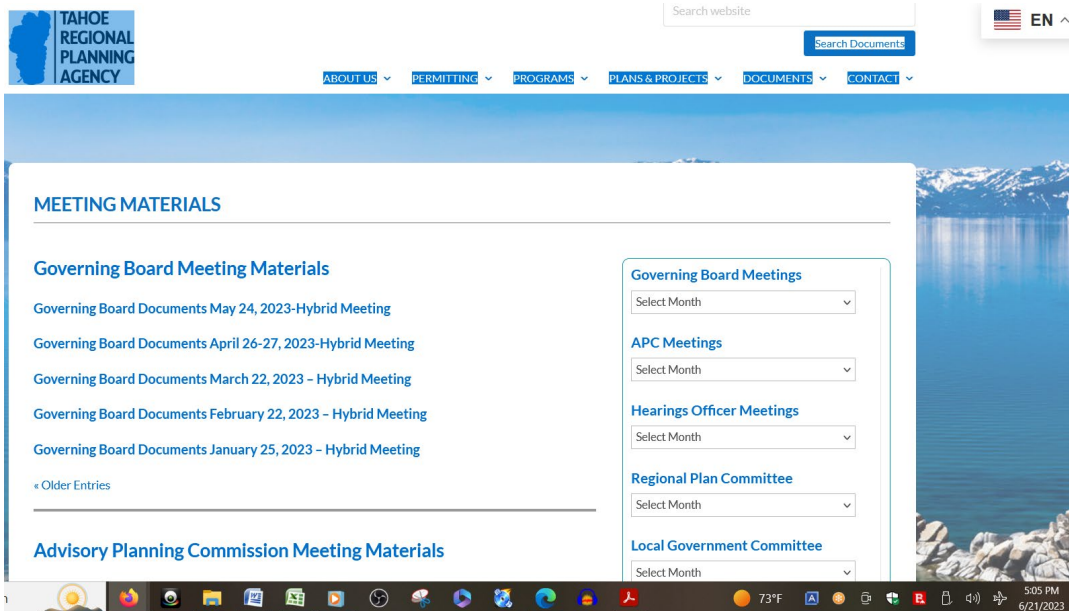 TAHOE
REGIONAL
PLANNING
AGENCY
Search website
EN
Search Documents
ABOUT US PERMITTING PROGRAMS PLANS & PROJECTS DOCUMENTS CONTACT
MEETING MATERIALS
Governing Board Meeting Materials
Governing Board Documents May 24, 2023-Hybrid Meeting
Governing Board Documents April 26-27, 2023-Hybrid Meeting
Governing Board Documents March 22, 2023 – Hybrid Meeting
Governing Board Documents February 22, 2023 – Hybrid Meeting
Governing Board Documents January 25, 2023 – Hybrid Meeting
« Older Entries
Advisory Planning Commission Meeting Materials
Governing Board Meetings
Select Month
APC Meetings
Select Month
Hearings Officer Meetings
Select Month
Regional Plan Committee
Select Month
Local Government Committee
Select Month
73°F
5:05 PM
6/21/2023